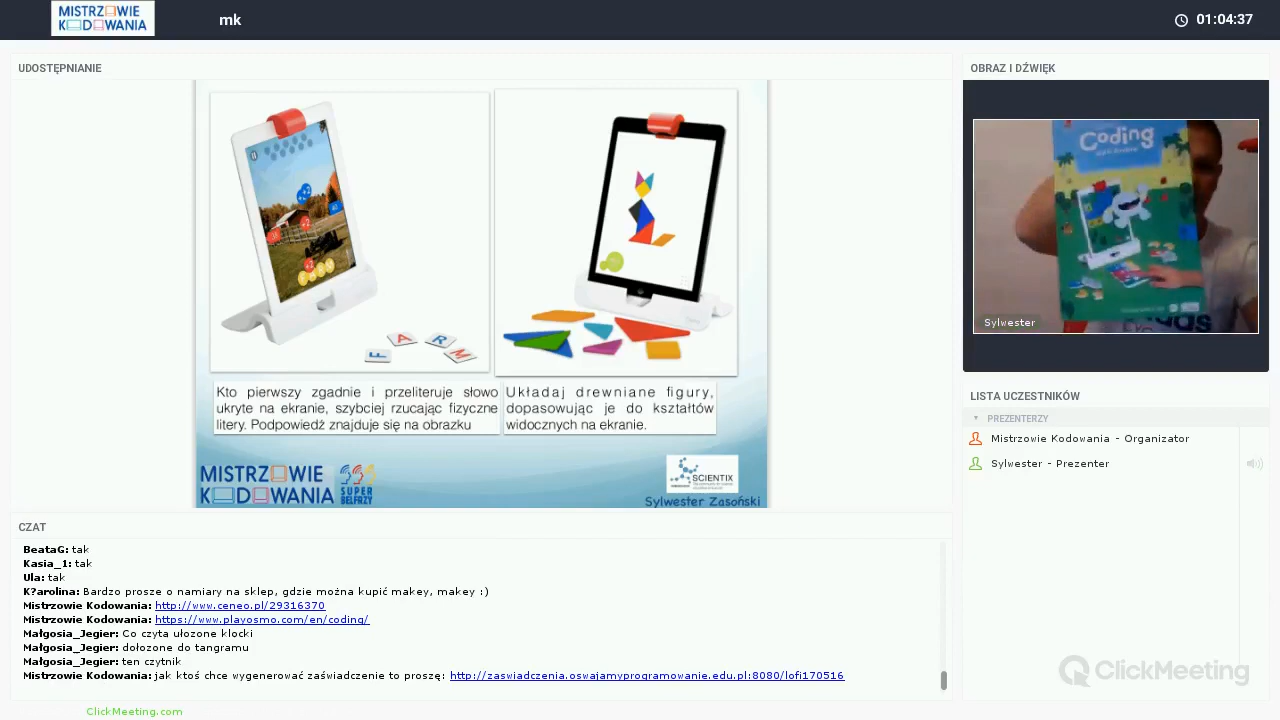 MISTRZOWIE
KODOWANIA
mk
01:04:37
UDOSTĘPNIANIE
OBRAZ I DŹWIĘK
Coding
Sylwester
F A R M
Kto pierwszy zgadnie i przeliteruje słowo
ukryte na ekranie, szybciej rzucając fizyczne
litery. Podpowiedź znajduje się na obrazku
Układaj drewniane figury,
dopasowując je do kształtów
widocznych na ekranie.
MISTRZOWIE
KODOWANIA
SUPER
BELFRZY
SCIENTIX
Sylwester Zasoński
LISTA UCZESTNIKÓW
PREZENTERZY
Mistrzowie Kodowania - Organizator
Sylwester - Prezenter
CZAT
BeataG: tak
Kasia_1: tak
Ula: tak
K?arolina: Bardzo prosze o namiary na sklep, gdzie można kupić makey, makey :)
Mistrzowie Kodowania: http://www.ceneo.pl/29316370
Mistrzowie Kodowania: https://www.playosmo.com/en/coding/
Małgosia_Jegier: Co czyta ułozone klocki
Małgosia_Jegier: dołozone do tangramu
Małgosia_Jegier: ten czytnik
Mistrzowie Kodowania: jak ktoś chce wygenerować zaświadczenie to proszę: http://zaswiadczenia.oswajamyprogramowanie.edu.pl:8080/lofi170516
ClickMeeting
ClickMeeting.com